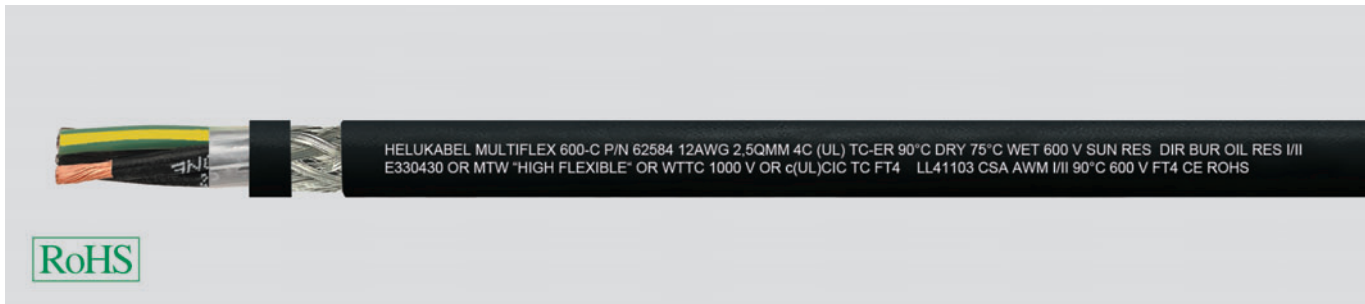 HELUKABEL MULTIFLEX 600-C P/N 62584 12AWG 2,5QMM 4C (UL) TC-ER 90°C DRY 75°C WET 600 V SUN RES DIR BUR OIL RES I/II
E330430 OR MTW "HIGH FLEXIBLE" OR WTTC 1000 V OR c(UL)CIC TC FT4 LL41103 CSA AWM I/II 90°C 600 V FT4 CE ROHS
RoHS